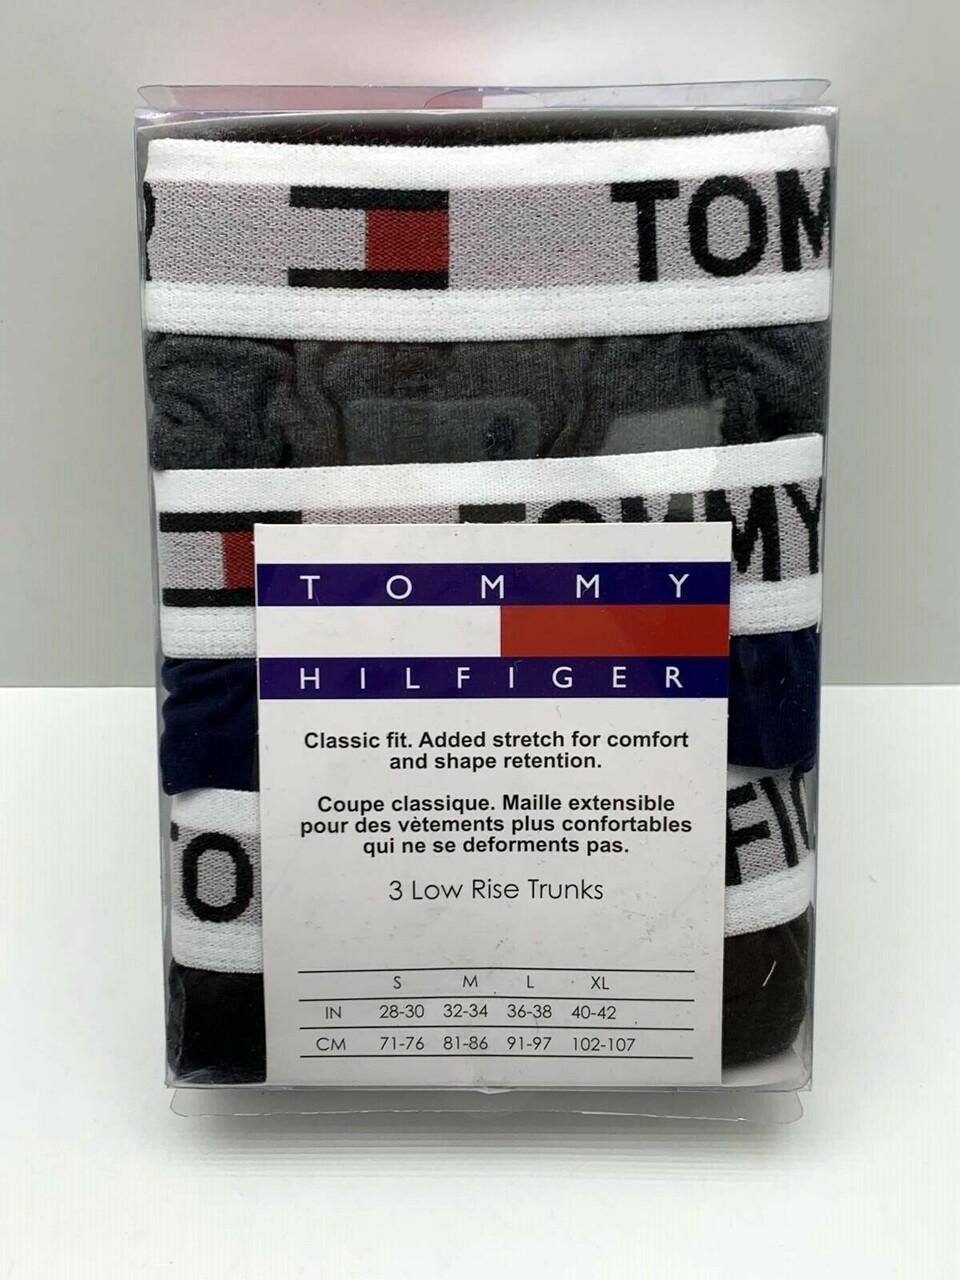 TOM
TOMMY
TOMMY
HILFIGER
Classic fit. Added stretch for comfort
and shape retention.
Coupe classique. Maille extensible
pour des vètements plus confortables
qui ne se deforments pas.
3 Low Rise Trunks
S M L XL
IN 28-30 32-34 36-38 40-42
CM 71-76 81-86 91-97 102-107
TO
FIG